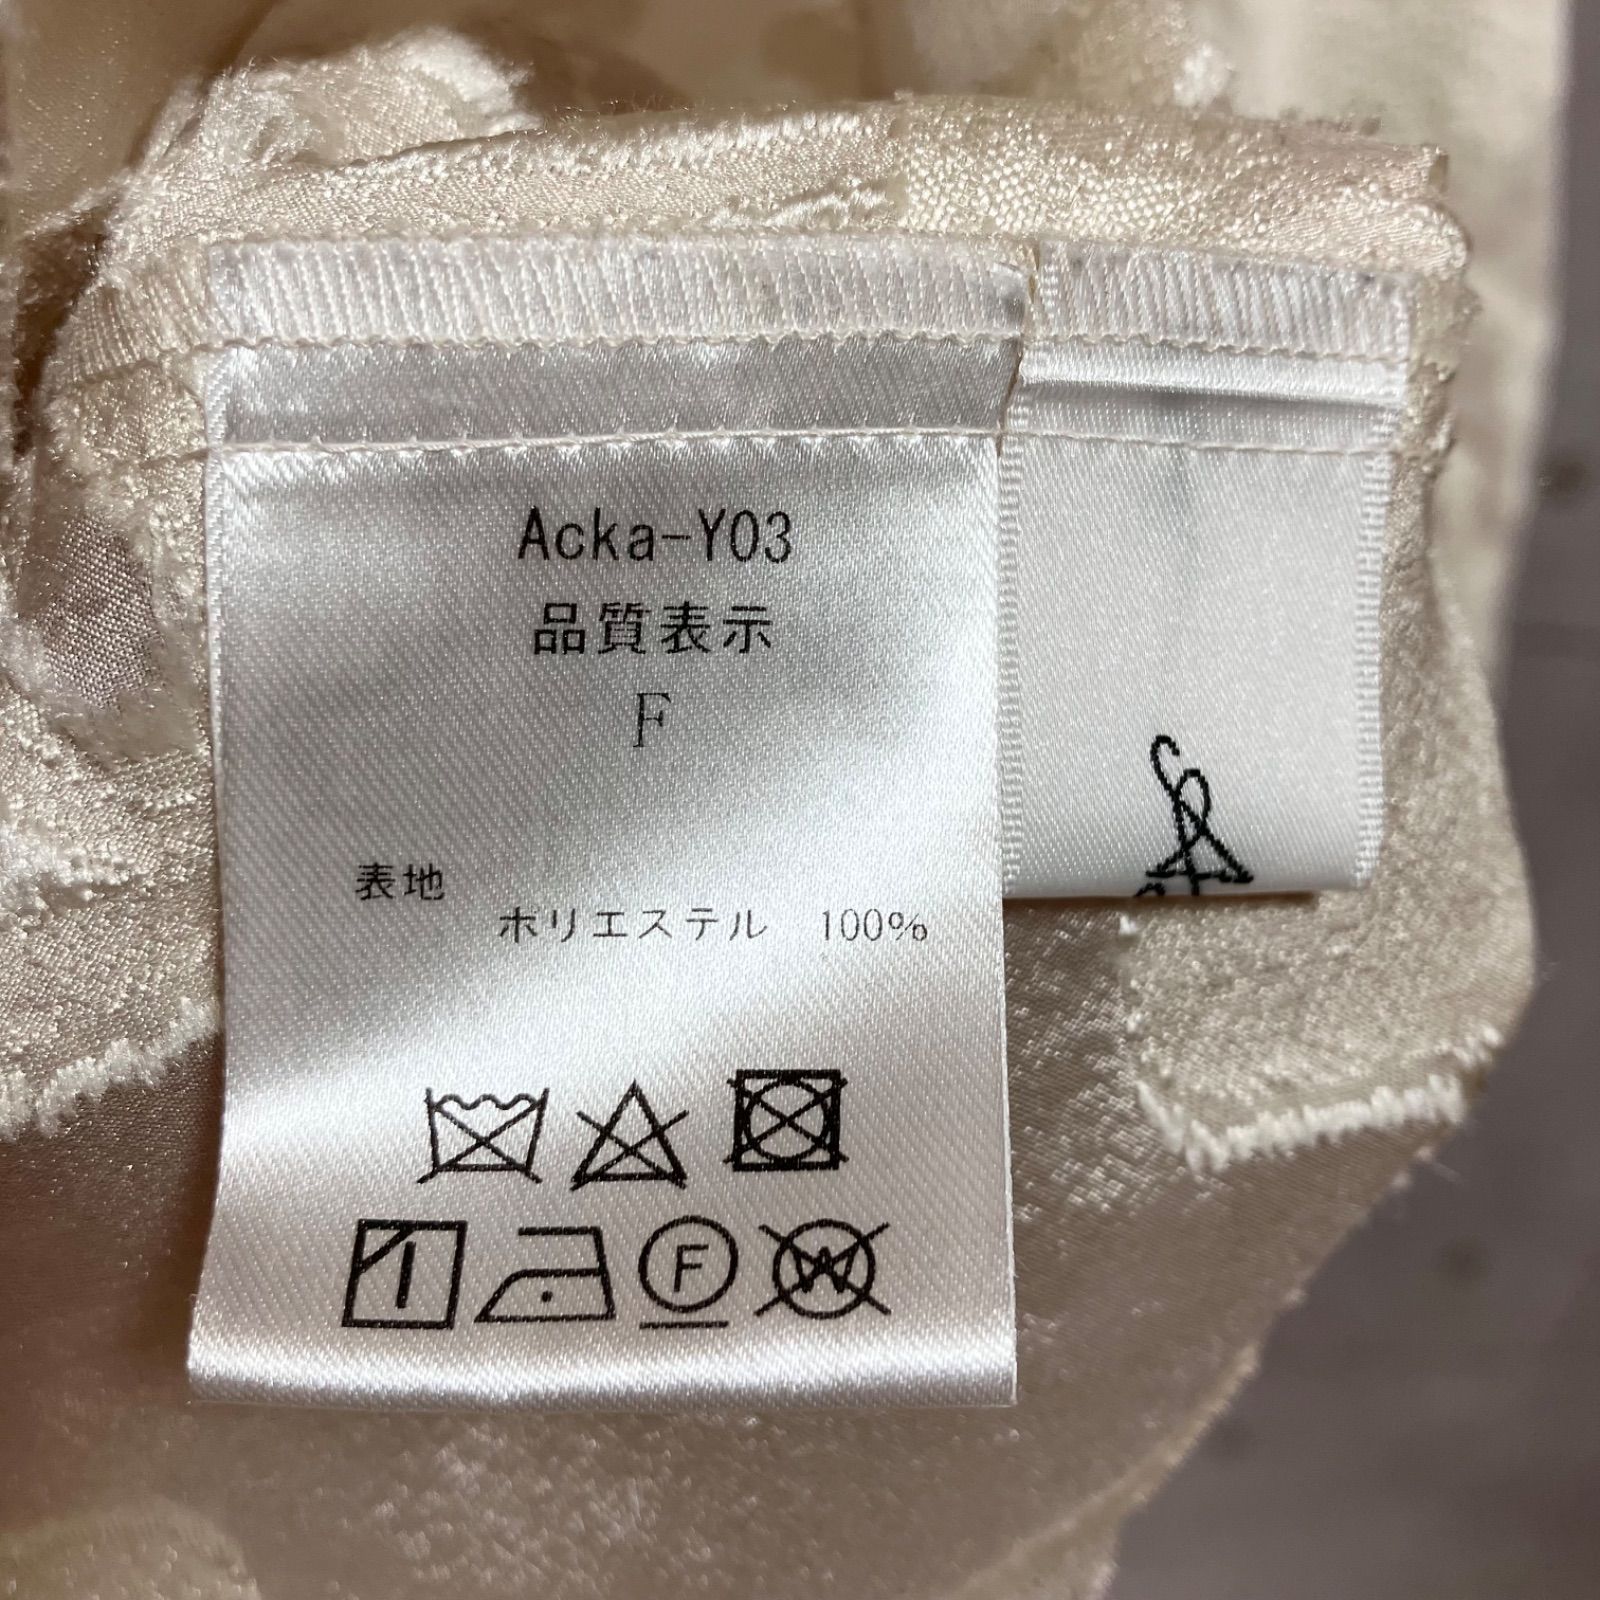 Acka-Y03
品質表示
F
表地
ポリエステル 100%
F
W